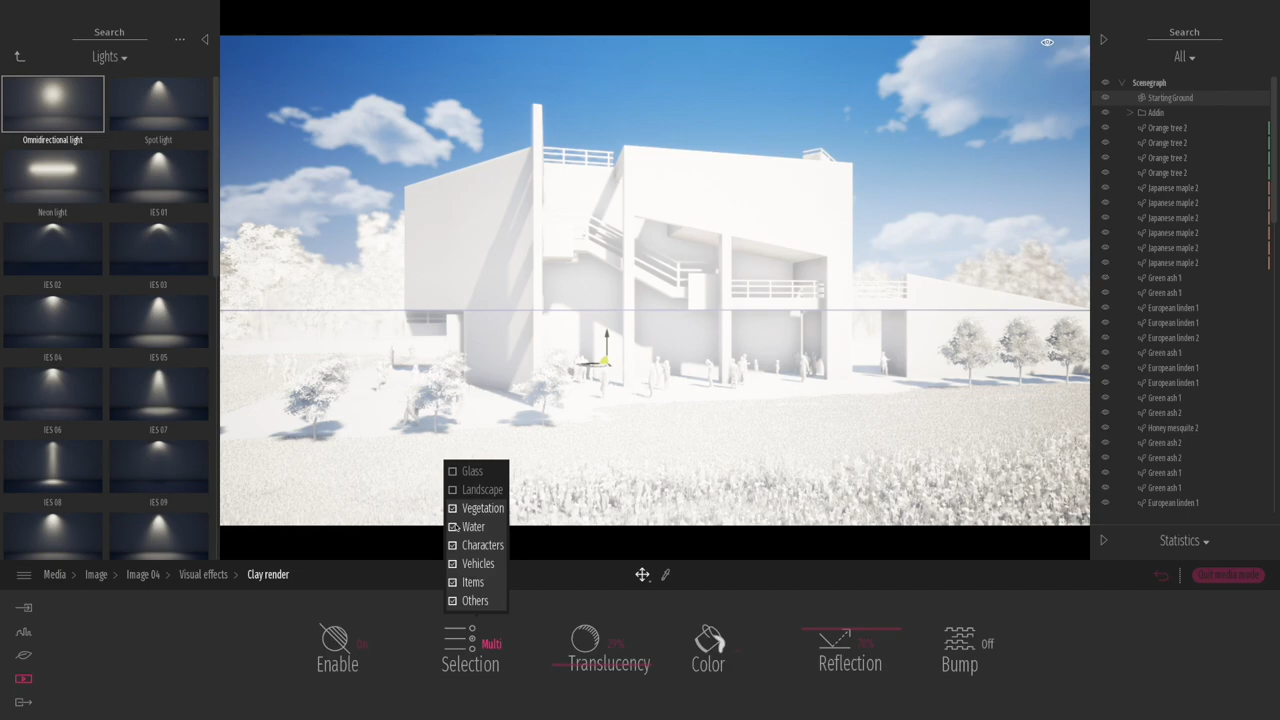 Search
Lights
Omnidirectional light
Spot light
Neon light
IES 01
IES 02
IES 03
IES 04
IES 05
IES 06
IES 07
IES 08
IES 09
Search
All
Scenegraph
Starting Ground
Addin
Orange tree 2
Orange tree 2
Orange tree 2
Orange tree 2
Japanese maple 2
Japanese maple 2
Japanese maple 2
Japanese maple 2
Japanese maple 2
Japanese maple 2
Green ash 1
Green ash 1
European linden 1
European linden 1
European linden 2
Green ash 1
European linden 1
European linden 1
Green ash 1
Green ash 2
Honey mesquite 2
Green ash 2
Green ash 2
Green ash 1
Green ash 1
European linden 1
Statistics
Glass
Landscape
Vegetation
Water
Characters
Vehicles
Items
Others
Media > Image > Image 04 > Visual effects > Clay render
Quit media mode
On
Enable
Multi
Selection
29%
Translucency
Color
78%
Reflection
Off
Bump